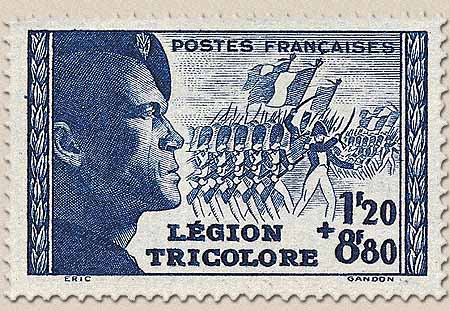 POSTES FRANÇAISES
1F20
+8F80
LÉGION
TRICOLORE
ERIC
GANDON